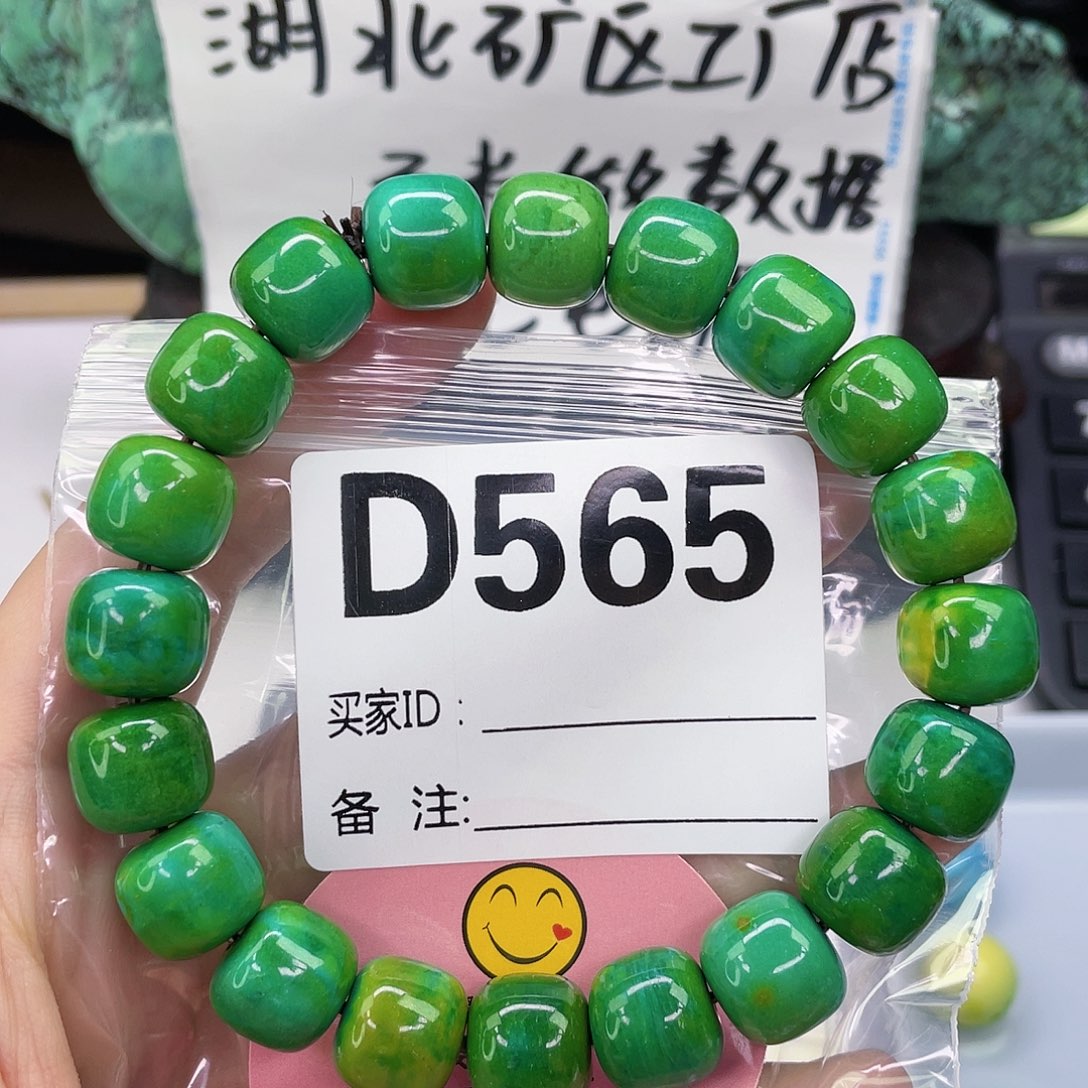 湖北矿区工厂店
数据
D565
买家ID：
备 注: